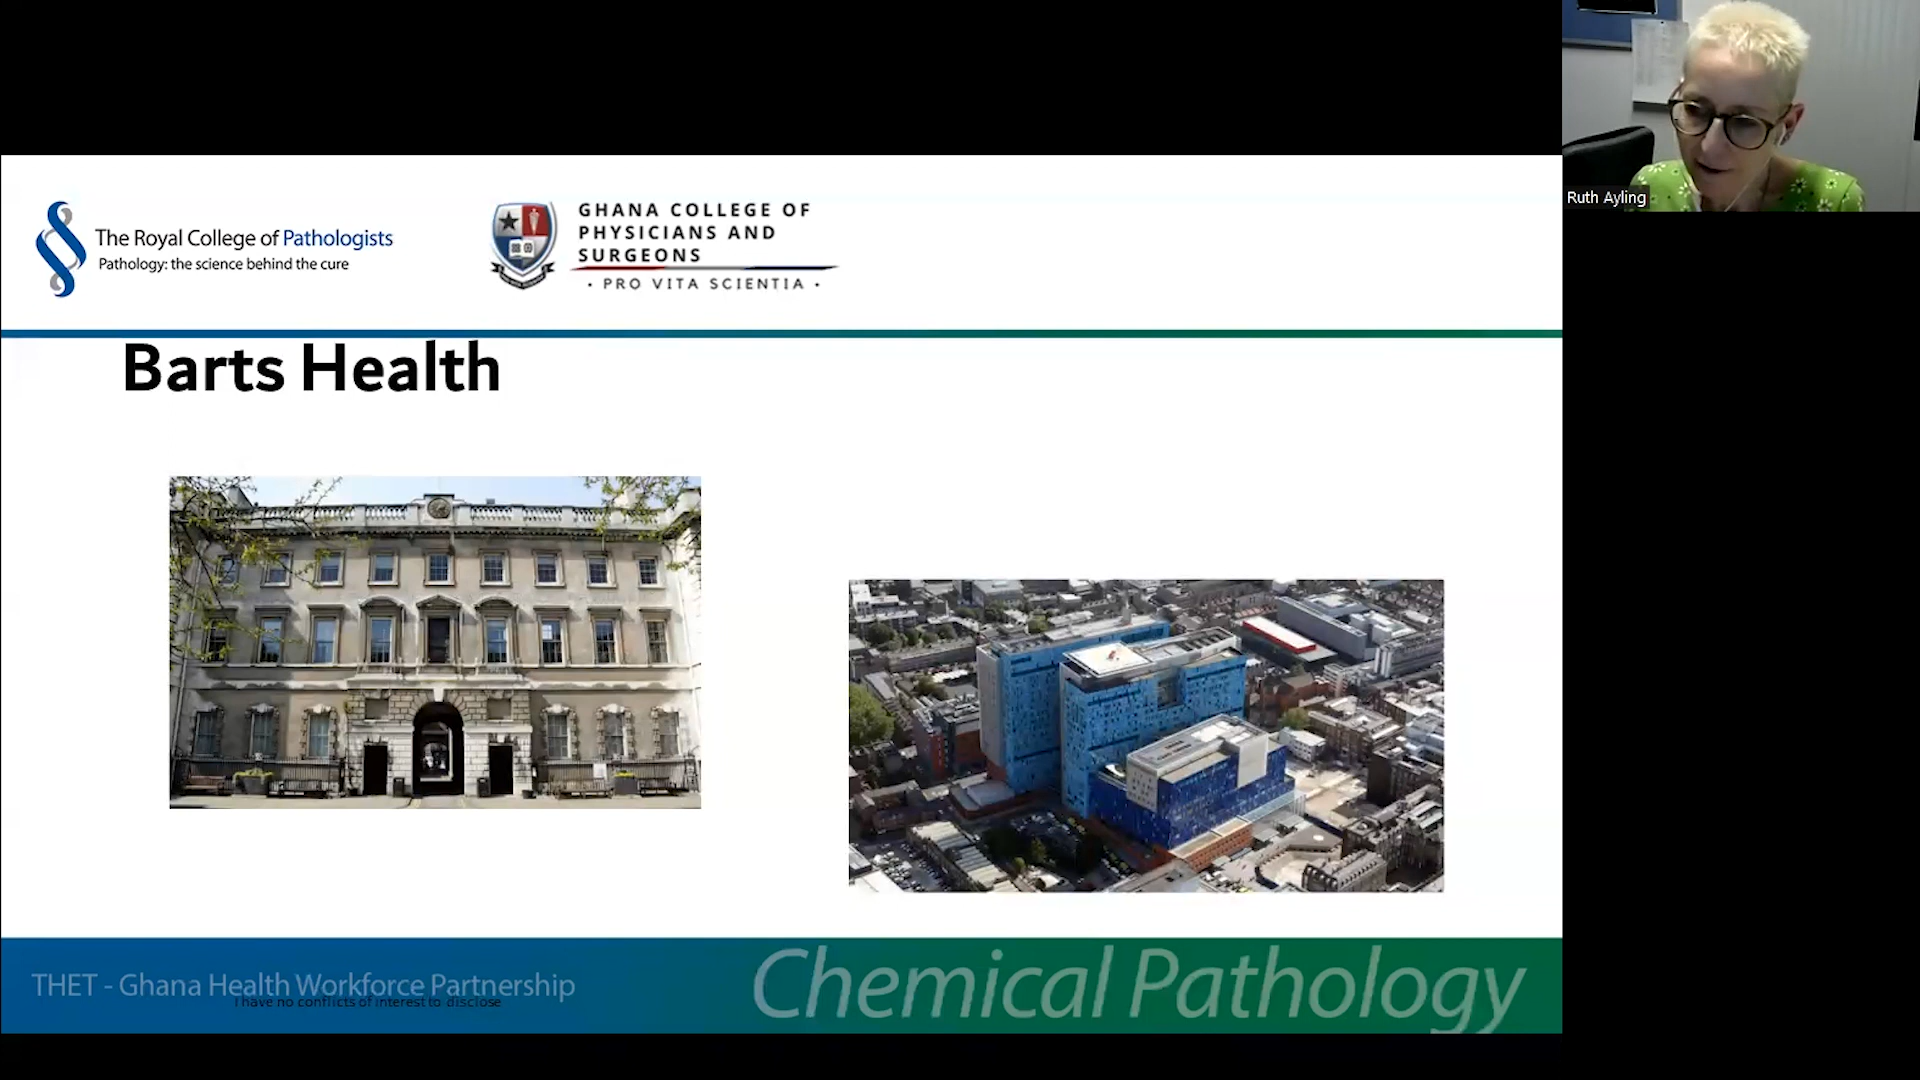 The Royal College of Pathologists
Pathology: the science behind the cure
GHANA COLLEGE OF
PHYSICIANS AND
SURGEONS
· PRO VITA SCIENTIA ·
Barts Health
THET - Ghana Health Workforce Partnership
I have no conflicts of interest to disclose
Chemical Pathology
Ruth Ayling